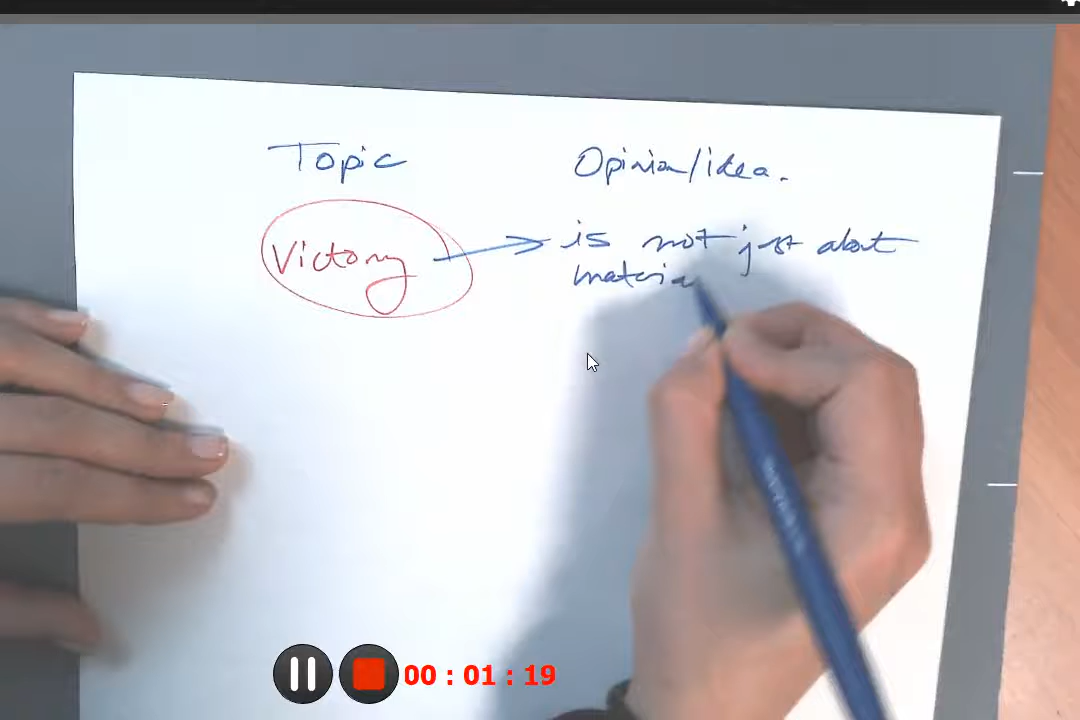 Topic
Opinion/idea.
Victory
is not just about
materia
00:01:19